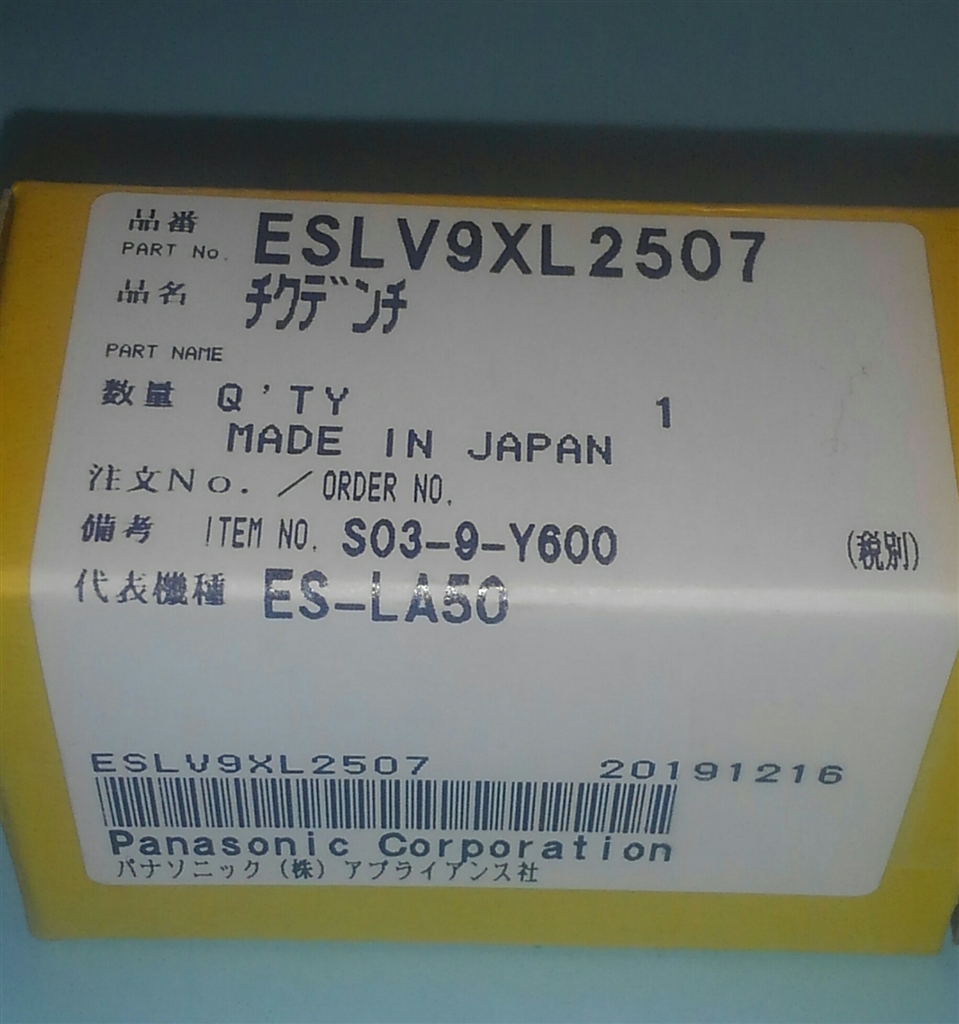 品番 ESLV9XL2507
PART No.
品名 チクデンチ
PART NAME
数量 Q'TY 1
MADE IN JAPAN
注文No. ／ORDER NO.
備考 ITEM NO. S03-9-Y600 (税別)
代表機種 ES-LA50
ESLV9XL2507 20191216
Panasonic Corporation
パナソニック（株）アプライアンス社